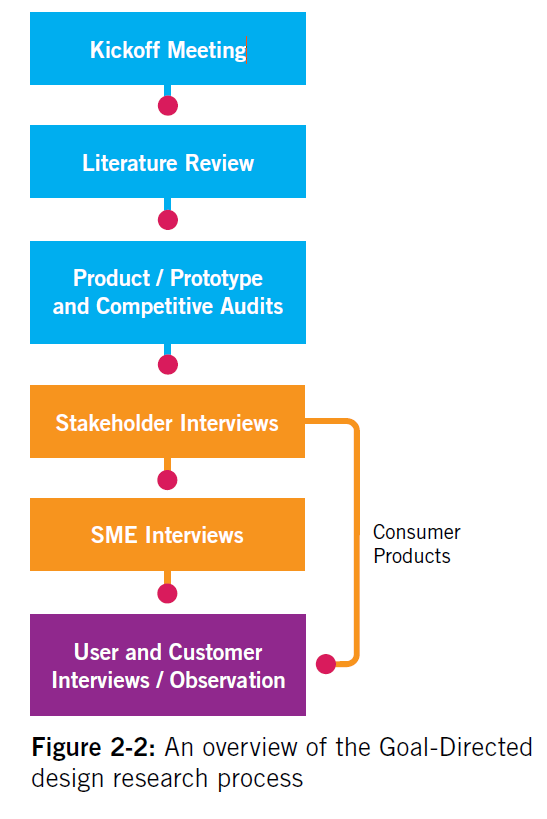 Kickoff Meeting
Literature Review
Product / Prototype
and Competitive Audits
Stakeholder Interviews
SME Interviews
Consumer
Products
User and Customer
Interviews / Observation
Figure 2-2: An overview of the Goal-Directed
design research process